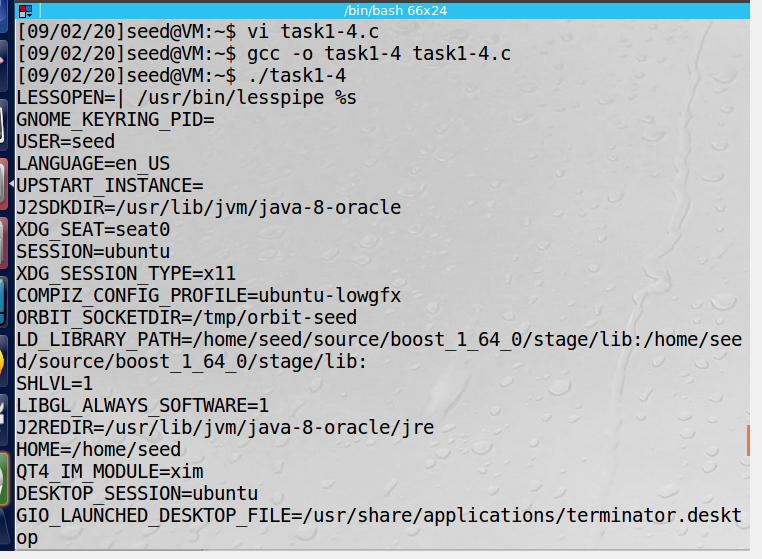 /bin/bash 66x24
[09/02/20]seed@VM:~$ vi task1-4.c
[09/02/20]seed@VM:~$ gcc -o task1-4 task1-4.c
[09/02/20]seed@VM:~$ ./task1-4
LESSOPEN=| /usr/bin/lesspipe %s
GNOME_KEYRING_PID=
USER=seed
LANGUAGE=en_US
UPSTART_INSTANCE=
J2SDKDIR=/usr/lib/jvm/java-8-oracle
XDG_SEAT=seat0
SESSION=ubuntu
XDG_SESSION_TYPE=x11
COMPIZ_CONFIG_PROFILE=ubuntu-lowgfx
ORBIT_SOCKETDIR=/tmp/orbit-seed
LD_LIBRARY_PATH=/home/seed/source/boost_1_64_0/stage/lib:/home/see
d/source/boost_1_64_0/stage/lib:
SHLVL=1
LIBGL_ALWAYS_SOFTWARE=1
J2REDIR=/usr/lib/jvm/java-8-oracle/jre
HOME=/home/seed
QT4_IM_MODULE=xim
DESKTOP_SESSION=ubuntu
GIO_LAUNCHED_DESKTOP_FILE=/usr/share/applications/terminator.deskt
op